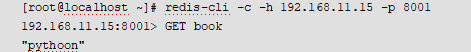 [root@localhost ~]# redis-cli -c -h 192.168.11.15 -p 8001
192.168.11.15:8001> GET book
"pythoon"